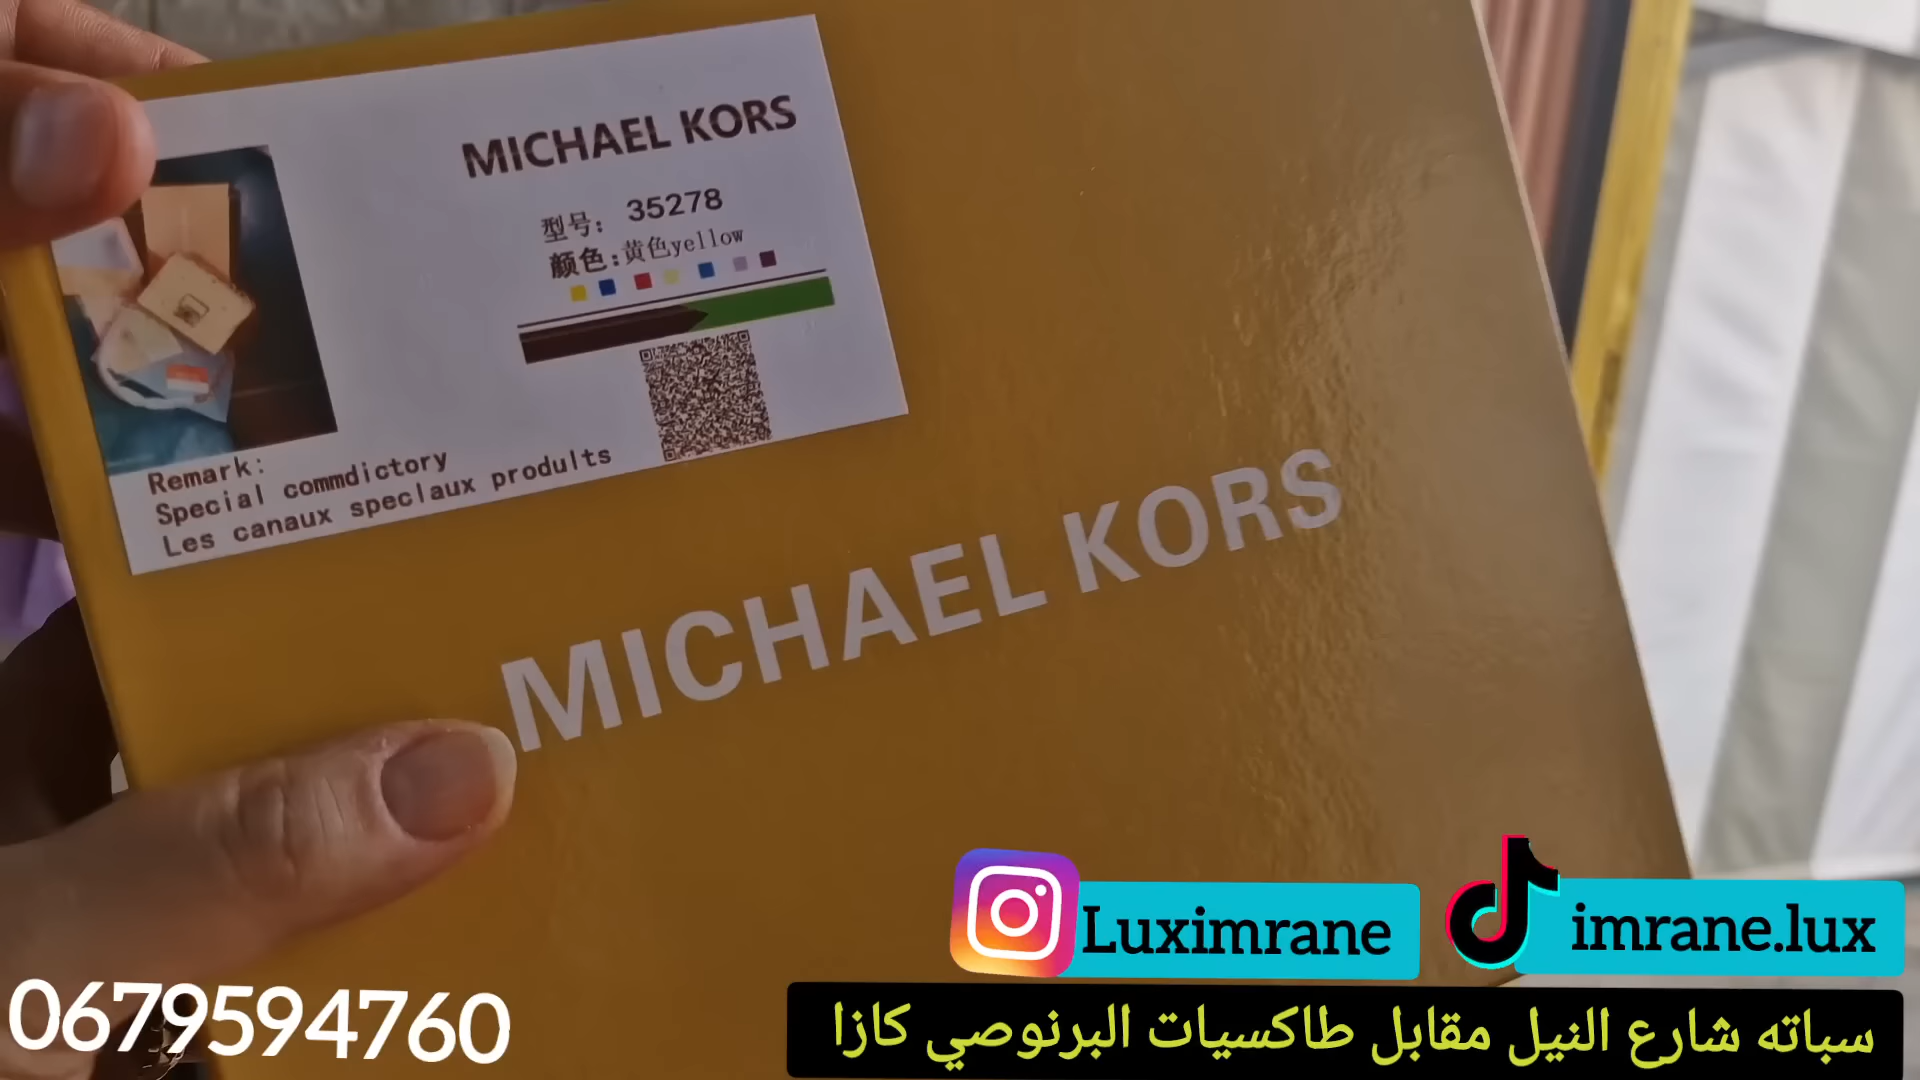 MICHAEL KORS
型号: 35278
颜色:黄色yellow
Remark:
Special commdictory
Les canaux speclaux prodults
MICHAEL KORS
Luximrane
imrane.lux
0679594760
سباته شارع النيل مقابل طاكسيات البرنوصي كازا